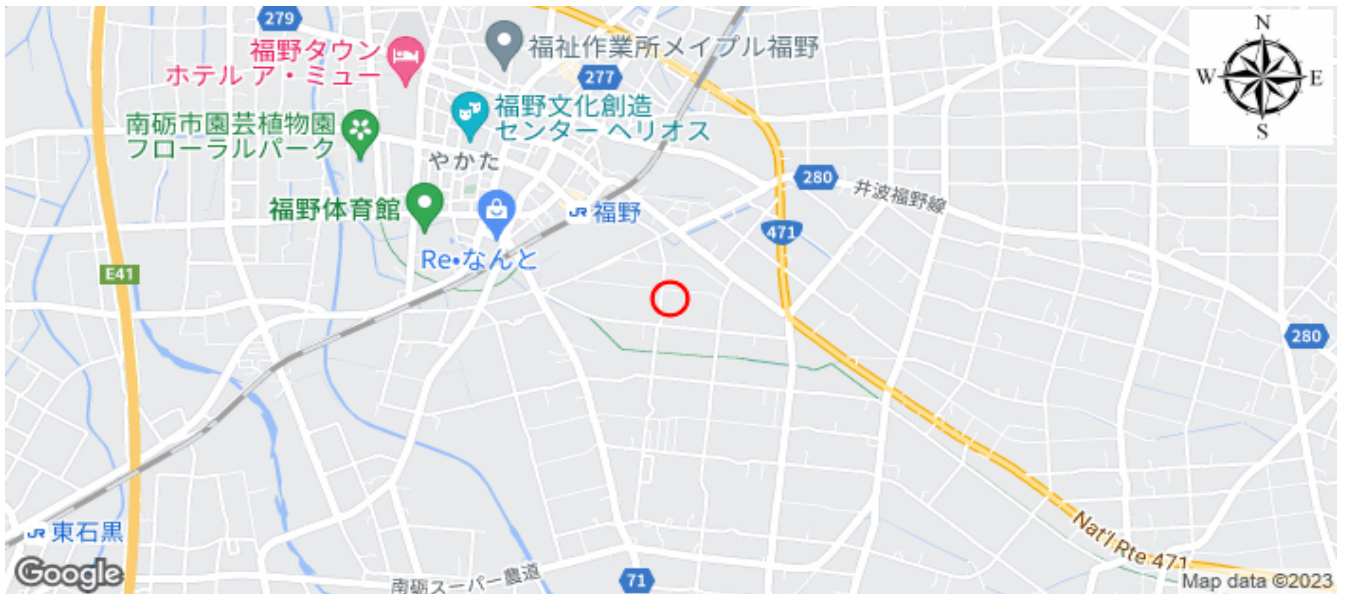 279
福野タウン
ホテル ア・ミュー
福祉作業所メイプル福野
277
N
W
E
S
南砺市園芸植物園
フローラルパーク
福野文化創造
センター ヘリオス
やかた
280
井波福野線
福野体育館
JR 福野
471
Re•なんと
E41
280
JR 東石黒
Nat'l Rte 471
Google
南砺スーパー農道
71
Map data ©2023